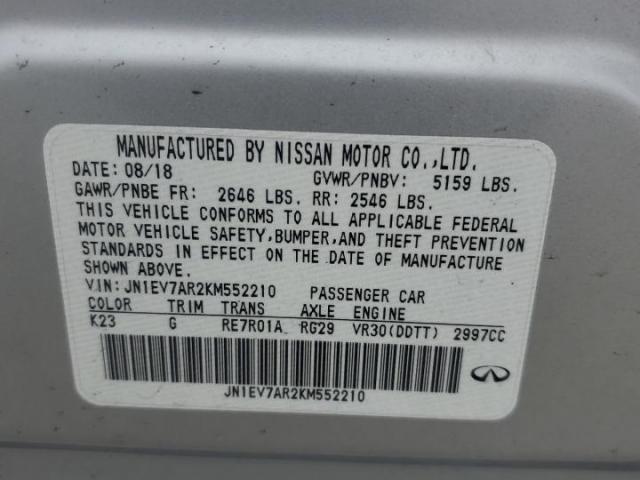 MANUFACTURED BY NISSAN MOTOR CO.,LTD.
DATE: 08/18 GVWR/PNBV: 5159 LBS.
GAWR/PNBE FR: 2646 LBS. RR: 2546 LBS.
THIS VEHICLE CONFORMS TO ALL APPLICABLE FEDERAL
MOTOR VEHICLE SAFETY,BUMPER,AND THEFT PREVENTION
STANDARDS IN EFFECT ON THE DATE OF MANUFACTURE
SHOWN ABOVE.
VIN: JN1EV7AR2KM552210 PASSENGER CAR
COLOR TRIM TRANS AXLE ENGINE
K23 G RE7R01A RG29 VR30(DDTT) 2997CC
JN1EV7AR2KM552210